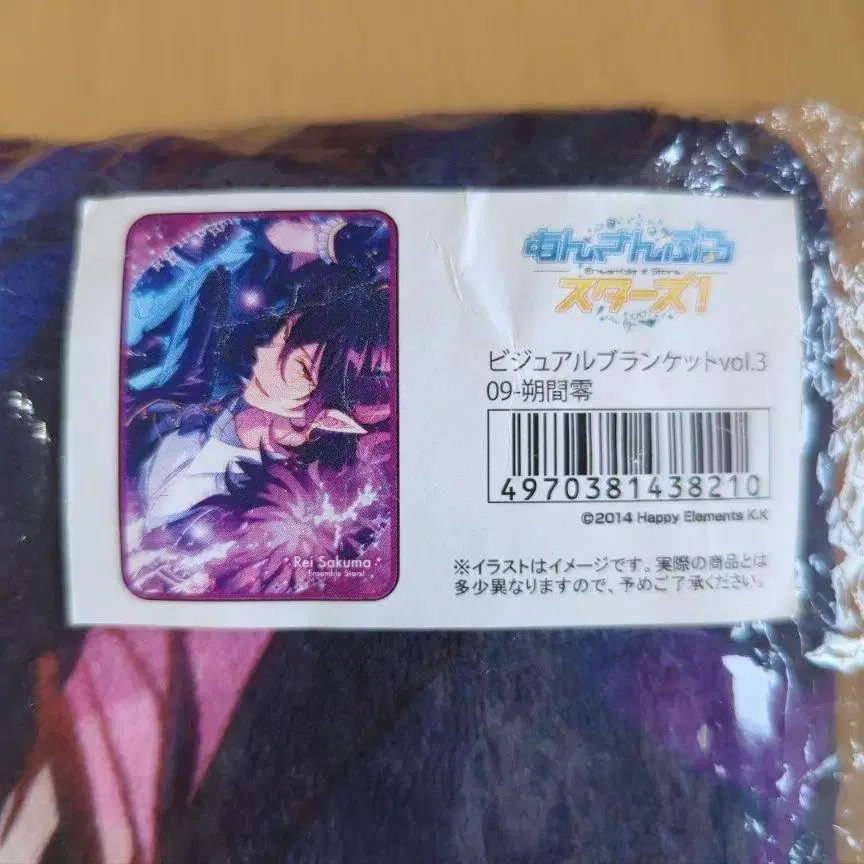 あんさんぶる
Ensemble ★ Stars
スターズ!
ビジュアルブランケットvol.3
09-朔間零
4970381438210
©2014 Happy Elements K.K
※イラストはイメージです。実際の商品とは
多少異なりますので、予めご了承ください。
Rei Sakuma
Ensemble Stars!